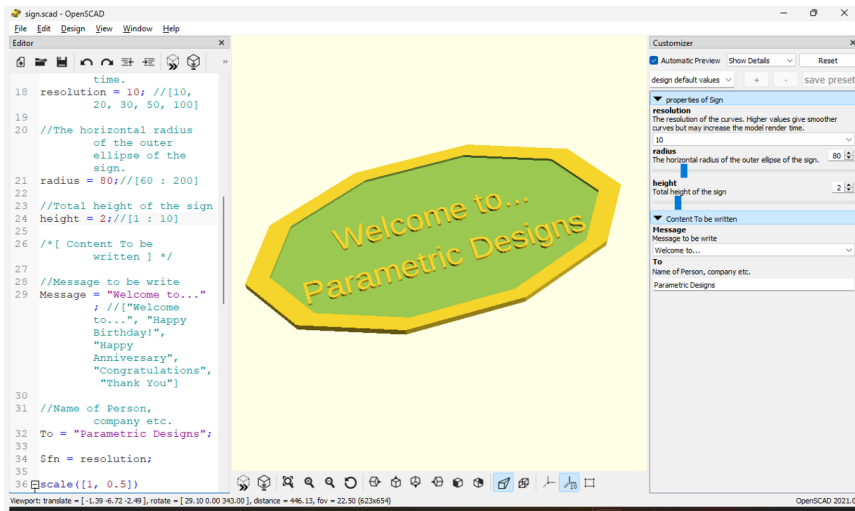 sign.scad - OpenSCAD
File Edit Design View Window Help
Editor
time.
18 resolution = 10; //[10,
20, 30, 50, 100]
19
20 //The horizontal radius
of the outer
ellipse of the
sign.
21 radius = 80;//[60 : 200]
22
23 //Total height of the sign
24 height = 2;//[1 : 10]
25
26 /*[ Content To be
written ] */
27
28 //Message to be write
29 Message = "Welcome to..."
; //["Welcome
to...", "Happy
Birthday!",
"Happy
Anniversary",
"Congratulations",
"Thank You"]
30
31 //Name of Person,
company etc.
32 To = "Parametric Designs";
33
34 $fn = resolution;
35
36 scale([1, 0.5])
Welcome to...
Parametric Designs
Customizer
Automatic Preview Show Details Reset
design default values + - save preset
properties of Sign
resolution
The resolution of the curves. Higher values give smoother
curves but may increase the model render time.
10
radius
The horizontal radius of the outer ellipse of the sign. 80
height
Total height of the sign 2
Content To be written
Message
Message to be write
Welcome to...
To
Name of Person, company etc.
Parametric Designs
Viewport: translate = [ -1.39 -6.72 -2.49 ], rotate = [ 29.10 0.00 343.00 ], distance = 446.13, fov = 22.50 (623x654) OpenSCAD 2021.0